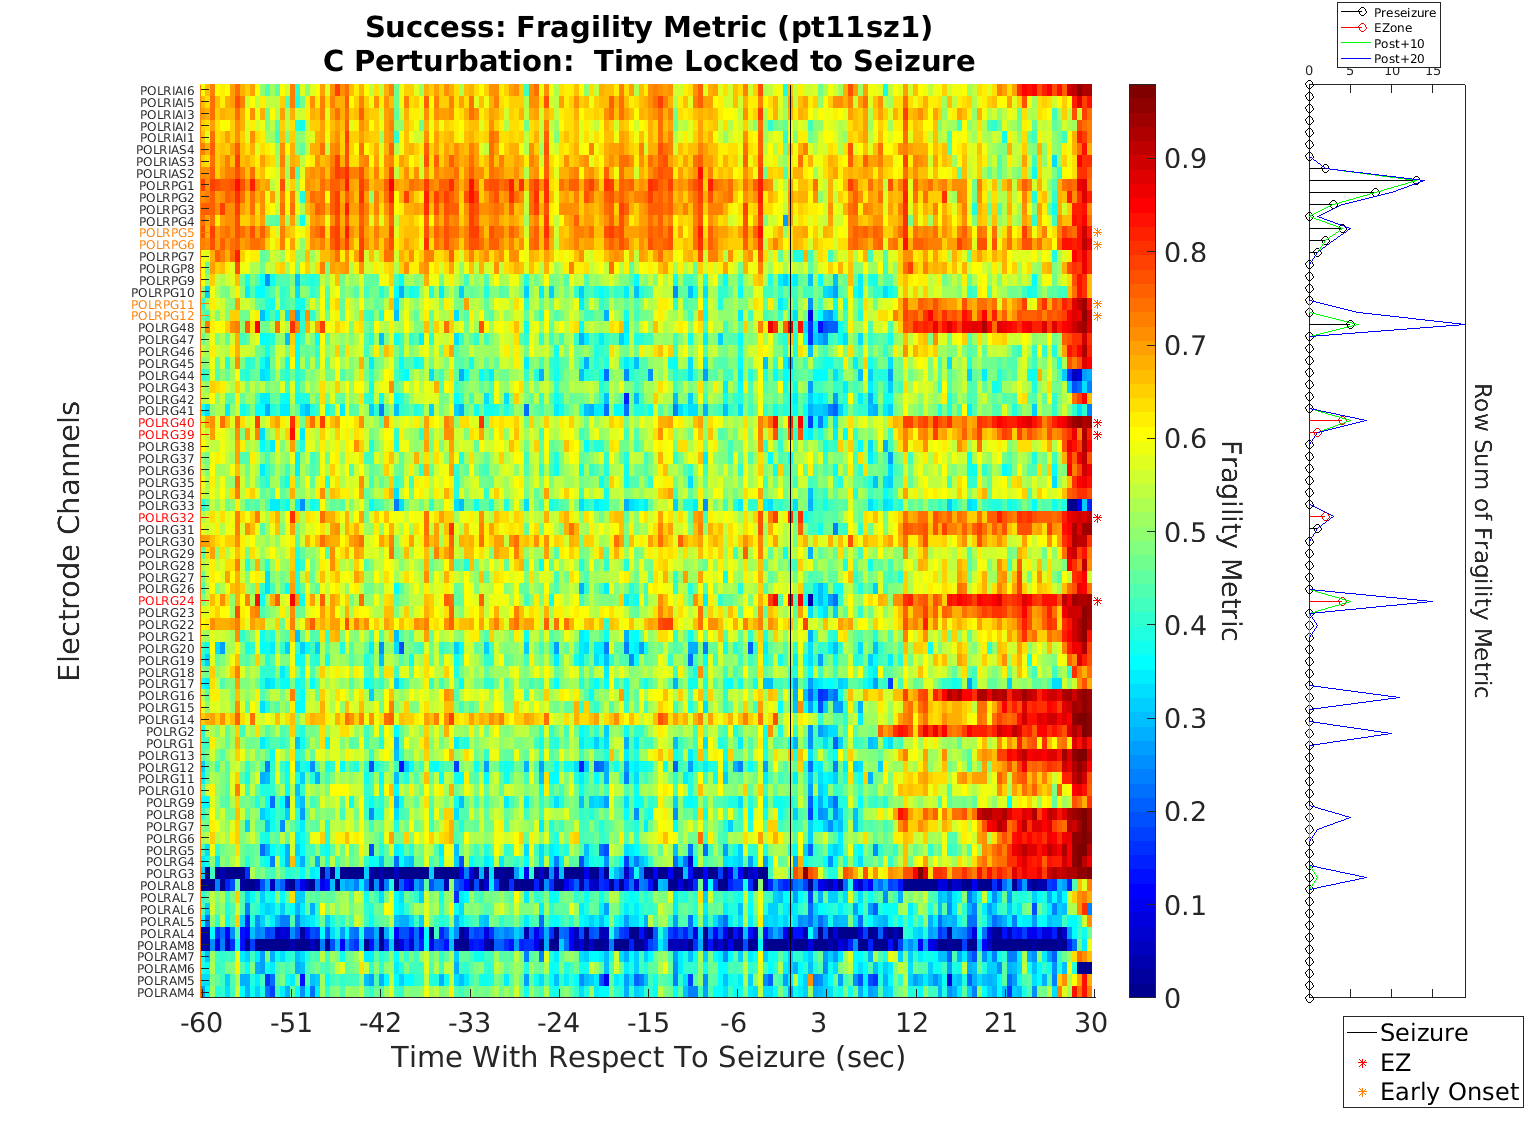 Success: Fragility Metric (pt11sz1)
C Perturbation:  Time Locked to Seizure
Preseizure
EZone
Post+10
Post+20
0 5 10 15
Electrode Channels
POLRIAI6
POLRIAI5
POLRIAI3
POLRIAI2
POLRIAI1
POLRIAS4
POLRIAS3
POLRIAS2
POLRPG1
POLRPG2
POLRPG3
POLRPG4
POLRPG5
POLRPG6
POLRPG7
POLRGP8
POLRPG9
POLRPG10
POLRPG11
POLRPG12
POLRG48
POLRG47
POLRG46
POLRG45
POLRG44
POLRG43
POLRG42
POLRG41
POLRG40
POLRG39
POLRG38
POLRG37
POLRG36
POLRG35
POLRG34
POLRG33
POLRG32
POLRG31
POLRG30
POLRG29
POLRG28
POLRG27
POLRG26
POLRG24
POLRG23
POLRG22
POLRG21
POLRG20
POLRG19
POLRG18
POLRG17
POLRG16
POLRG15
POLRG14
POLRG2
POLRG1
POLRG13
POLRG12
POLRG11
POLRG10
POLRG9
POLRG8
POLRG7
POLRG6
POLRG5
POLRG4
POLRG3
POLRAL8
POLRAL7
POLRAL6
POLRAL5
POLRAL4
POLRAM8
POLRAM7
POLRAM6
POLRAM5
POLRAM4
-60 -51 -42 -33 -24 -15 -6 3 12 21 30
Time With Respect To Seizure (sec)
0.9
0.8
0.7
0.6
0.5
0.4
0.3
0.2
0.1
0
Fragility Metric
Row Sum of Fragility Metric
Seizure
EZ
Early Onset